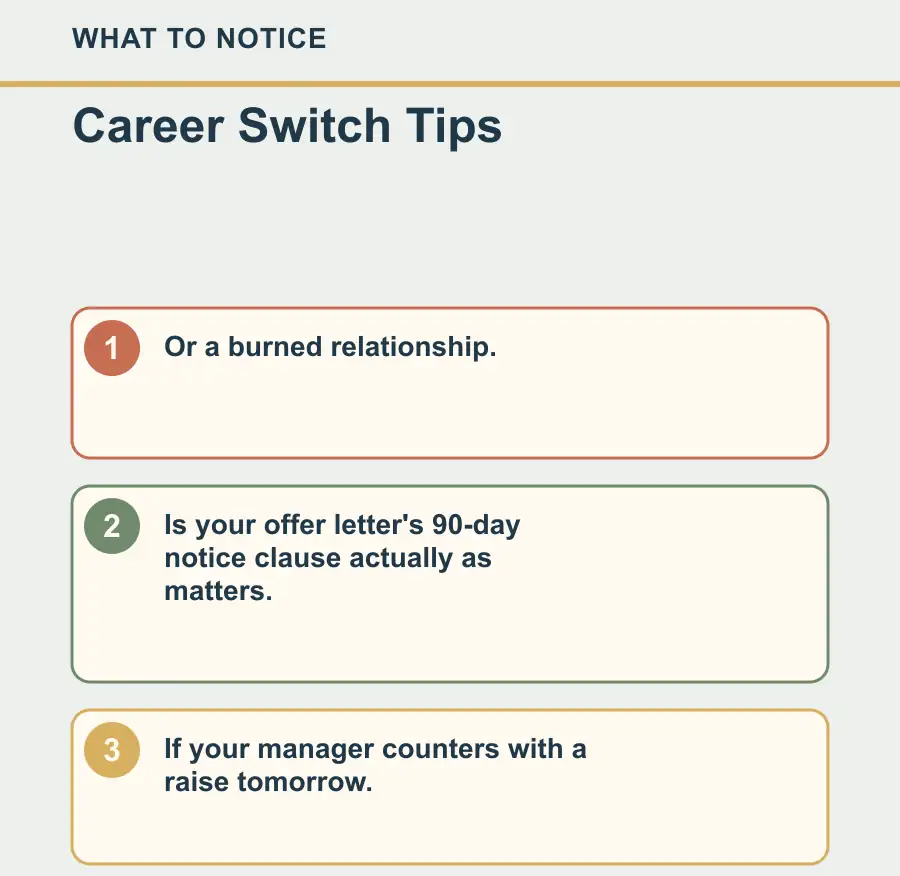 WHAT TO NOTICE
Career Switch Tips
1 Or a burned relationship.
2 Is your offer letter's 90-day
notice clause actually as
matters.
3 If your manager counters with a
raise tomorrow.